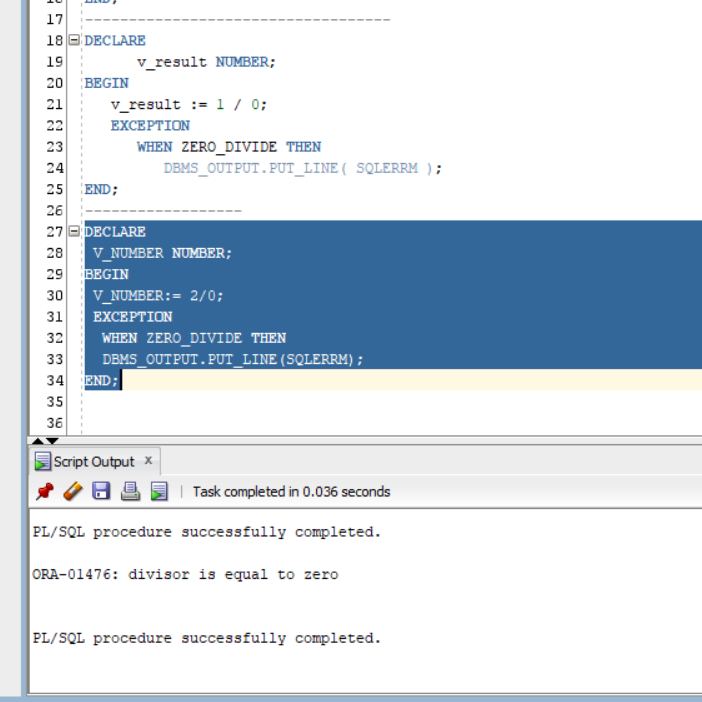 16 END;
17 -----------------------------------
18 DECLARE
19 v_result NUMBER;
20 BEGIN
21 v_result := 1 / 0;
22 EXCEPTION
23 WHEN ZERO_DIVIDE THEN
24 DBMS_OUTPUT.PUT_LINE( SQLERRM );
25 END;
26 ------------------
27 DECLARE
28 V_NUMBER NUMBER;
29 BEGIN
30 V_NUMBER:= 2/0;
31 EXCEPTION
32 WHEN ZERO_DIVIDE THEN
33 DBMS_OUTPUT.PUT_LINE(SQLERRM);
34 END;
35
36
Script Output x
Task completed in 0.036 seconds
PL/SQL procedure successfully completed.
ORA-01476: divisor is equal to zero
PL/SQL procedure successfully completed.